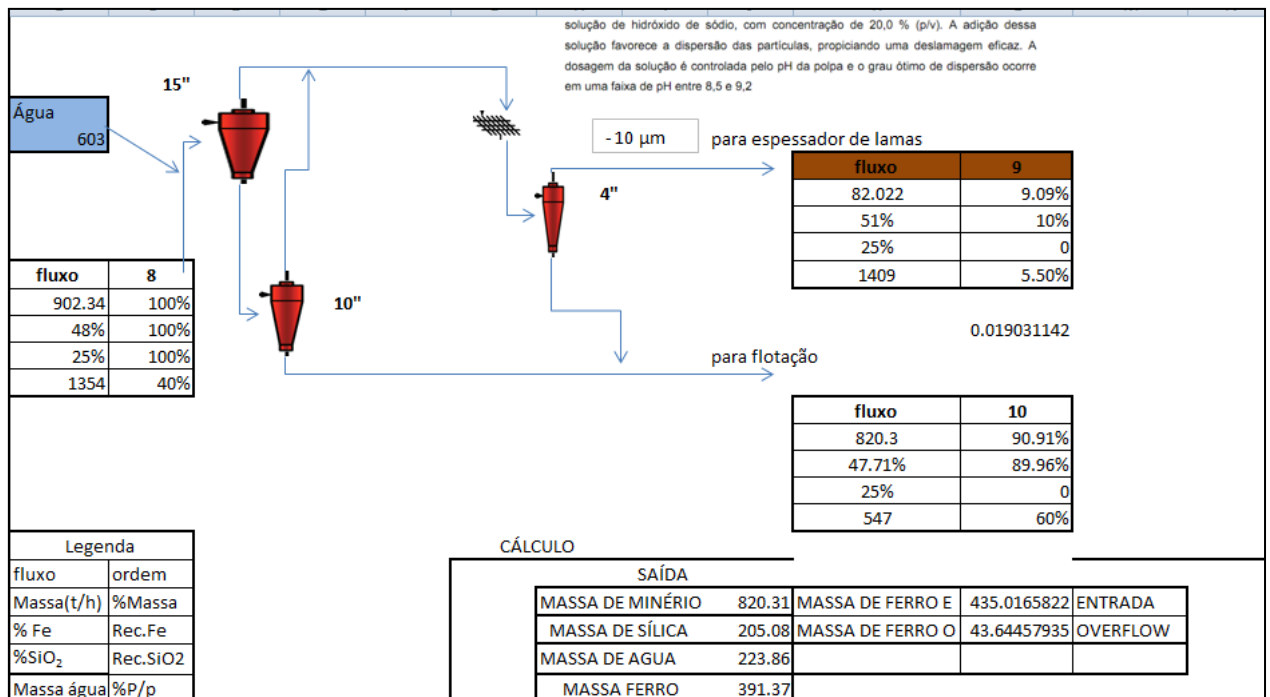 solução de hidróxido de sódio, com concentração de 20,0 % (p/v). A adição dessa
solução favorece a dispersão das partículas, propiciando uma deslamagem eficaz. A
dosagem da solução é controlada pelo pH da polpa e o grau ótimo de dispersão ocorre
em uma faixa de pH entre 8,5 e 9,2
15"
Água
603
-10 µm
para espessador de lamas
fluxo 9
82.022 9.09%
51% 10%
25% 0
1409 5.50%
4"
fluxo 8
902.34 100%
48% 100%
25% 100%
1354 40%
10"
0.019031142
para flotação
fluxo 10
820.3 90.91%
47.71% 89.96%
25% 0
547 60%
Legenda
fluxo ordem
Massa(t/h) %Massa
% Fe Rec.Fe
%SiO₂ Rec.SiO2
Massa água %P/p
CÁLCULO
SAÍDA
MASSA DE MINÉRIO 820.31 MASSA DE FERRO E 435.0165822 ENTRADA
MASSA DE SÍLICA 205.08 MASSA DE FERRO O 43.64457935 OVERFLOW
MASSA DE AGUA 223.86
MASSA FERRO 391.37